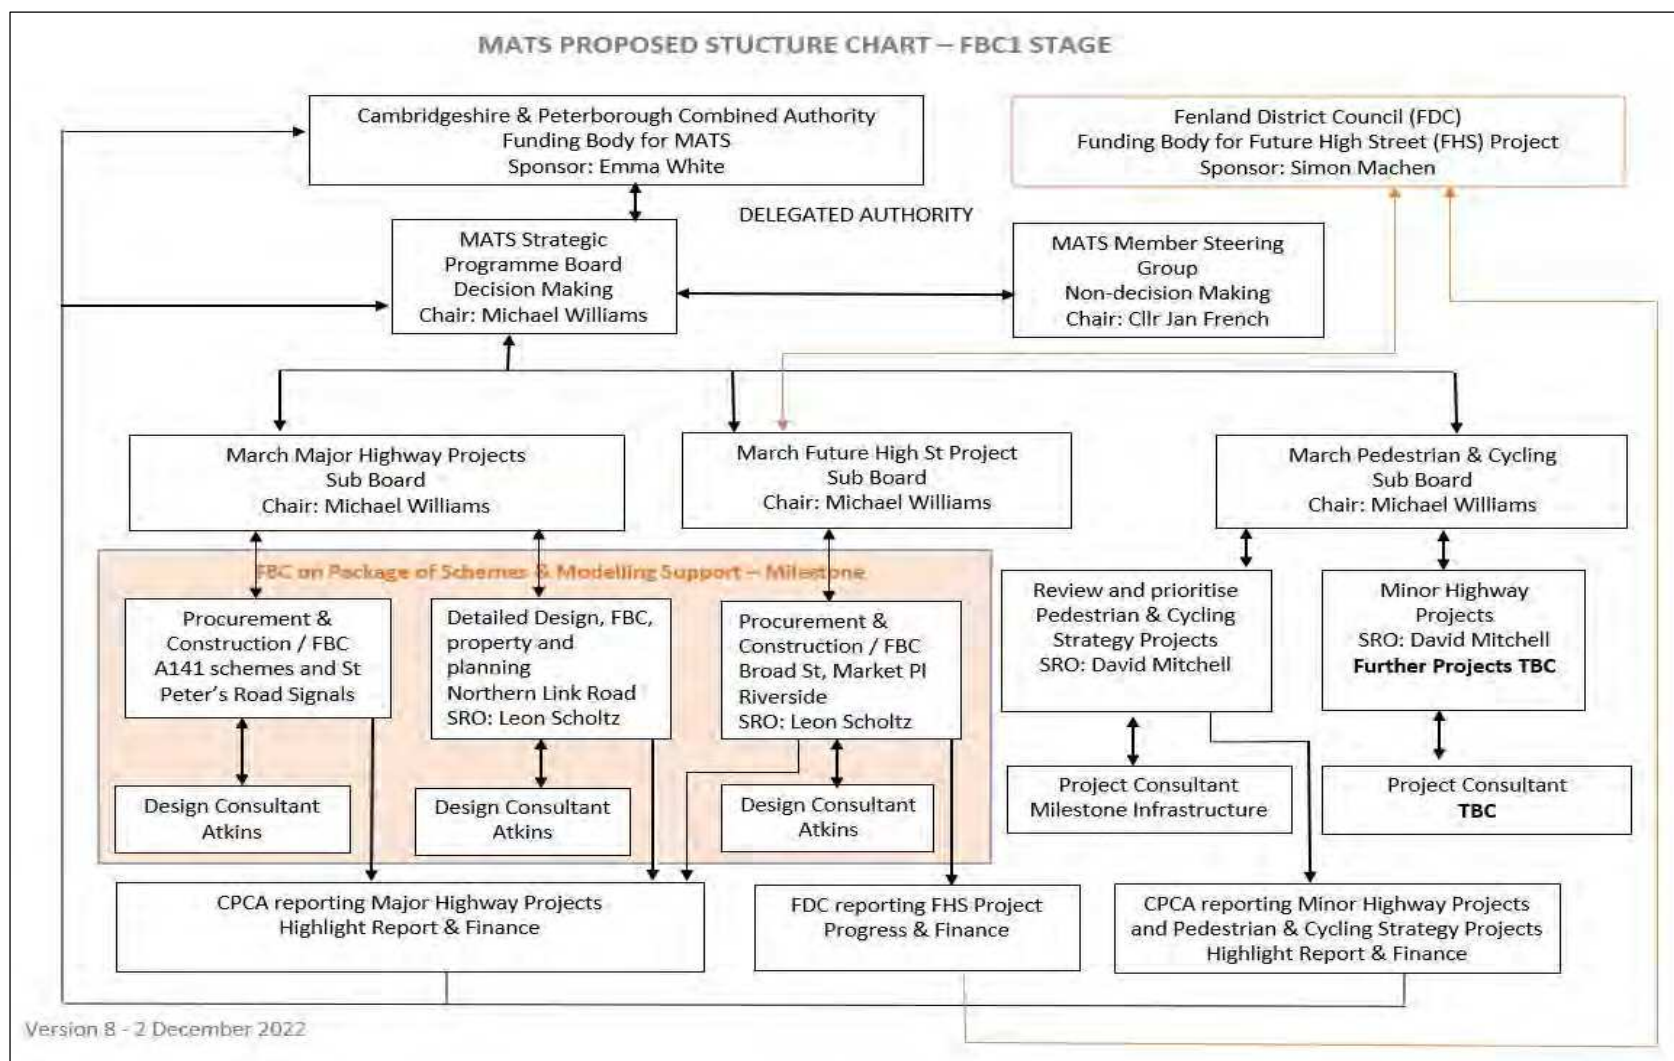 MATS PROPOSED STUCTURE CHART – FBC1 STAGE
Cambridgeshire & Peterborough Combined Authority
Funding Body for MATS
Sponsor: Emma White
Fenland District Council (FDC)
Funding Body for Future High Street (FHS) Project
Sponsor: Simon Machen
DELEGATED AUTHORITY
MATS Strategic
Programme Board
Decision Making
Chair: Michael Williams
MATS Member Steering
Group
Non-decision Making
Chair: Cllr Jan French
March Major Highway Projects
Sub Board
Chair: Michael Williams
March Future High St Project
Sub Board
Chair: Michael Williams
March Pedestrian & Cycling
Sub Board
Chair: Michael Williams
FBC on Package of Schemes & Modelling Support – Milestone
Procurement &
Construction / FBC
A141 schemes and St
Peter's Road Signals
Detailed Design, FBC,
property and
planning
Northern Link Road
SRO: Leon Scholtz
Procurement &
Construction / FBC
Broad St, Market Pl
Riverside
SRO: Leon Scholtz
Review and prioritise
Pedestrian & Cycling
Strategy Projects
SRO: David Mitchell
Minor Highway
Projects
SRO: David Mitchell
Further Projects TBC
Design Consultant
Atkins
Design Consultant
Atkins
Design Consultant
Atkins
Project Consultant
Milestone Infrastructure
Project Consultant
TBC
CPCA reporting Major Highway Projects
Highlight Report & Finance
FDC reporting FHS Project
Progress & Finance
CPCA reporting Minor Highway Projects
and Pedestrian & Cycling Strategy Projects
Highlight Report & Finance
Version 8 - 2 December 2022